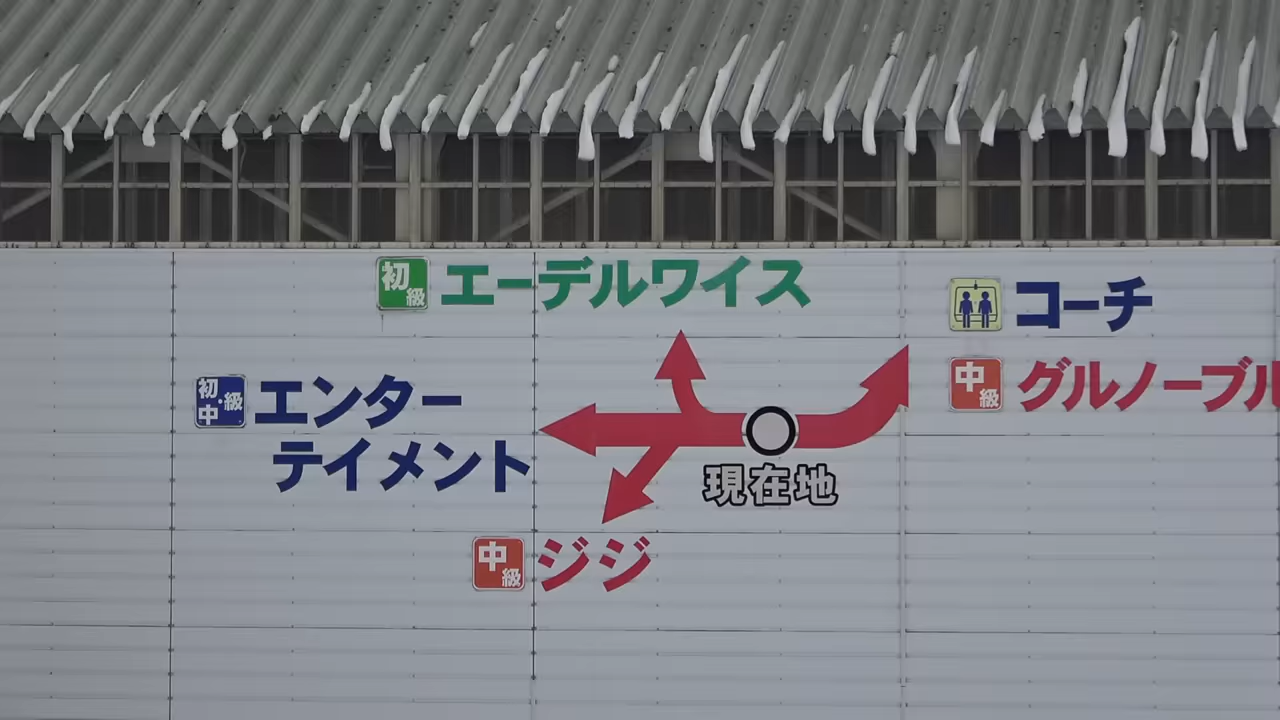 初級 エーデルワイス
コーチ
中級 グルノーブル
初・中級 エンター
テイメント
現在地
中級 ジジ